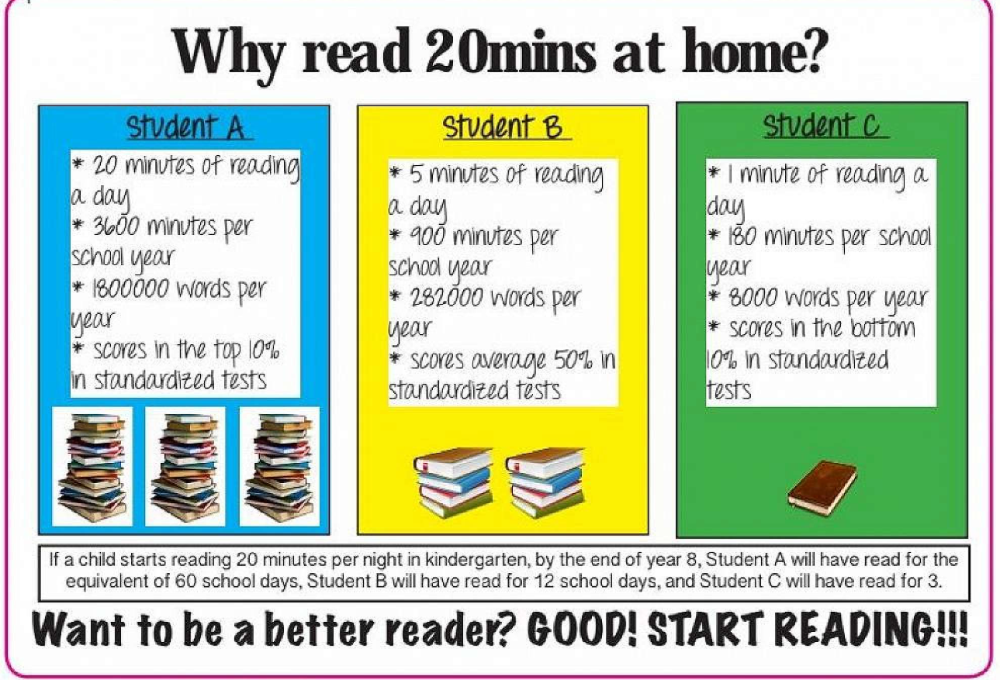 Why read 20mins at home?
Student A
* 20 minutes of reading
a day
* 3600 minutes per
school year
* 1800000 words per
year
* scores in the top 10%
in standardized tests
Student B
* 5 minutes of reading
a day
* 900 minutes per
school year
* 282000 words per
year
* scores average 50% in
standardized tests
Student C
* 1 minute of reading a
day
* 180 minutes per school
year
* 8000 words per year
* scores in the bottom
10% in standardized
tests
If a child starts reading 20 minutes per night in kindergarten, by the end of year 8, Student A will have read for the
equivalent of 60 school days, Student B will have read for 12 school days, and Student C will have read for 3.
Want to be a better reader? GOOD! START READING!!!